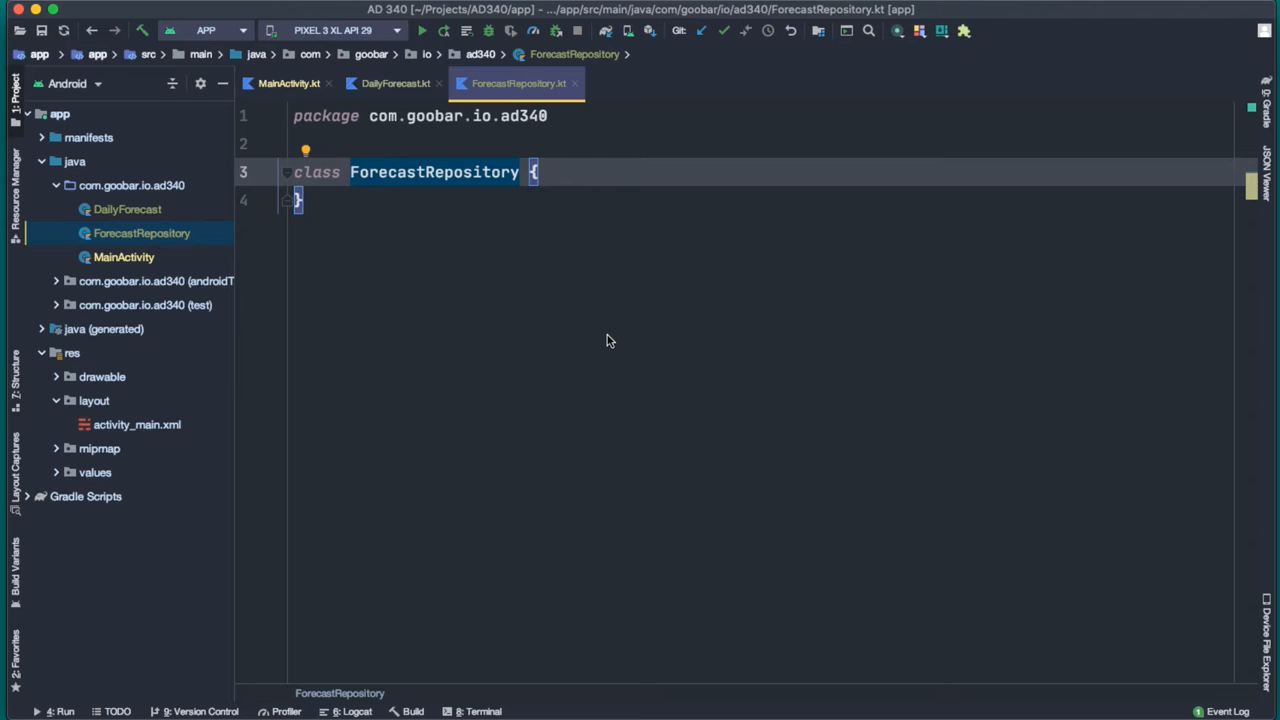 AD 340 [~/Projects/AD340/app] - .../app/src/main/java/com/goobar/io/ad340/ForecastRepository.kt [app]
APP
PIXEL 3 XL API 29
Git:
app
app
src
main
java
com
goobar
io
ad340
ForecastRepository
1: Project
Resource Manager
Z: Structure
Layout Captures
Build Variants
2: Favorites
Android
app
manifests
java
com.goobar.io.ad340
DailyForecast
ForecastRepository
MainActivity
com.goobar.io.ad340 (androidT
com.goobar.io.ad340 (test)
java (generated)
res
drawable
layout
activity_main.xml
mipmap
values
Gradle Scripts
MainActivity.kt
DailyForecast.kt
ForecastRepository.kt
1 package com.goobar.io.ad340
2
3 class ForecastRepository {
4 }
ForecastRepository
Gradle
JSON Viewer
Device File Explorer
4: Run
TODO
9: Version Control
Profiler
6: Logcat
Build
8: Terminal
1 Event Log